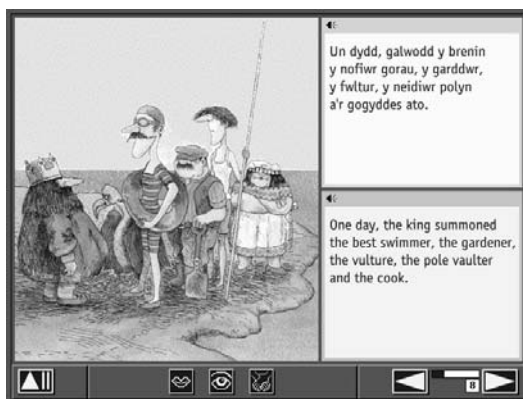 Un dydd, galwodd y brenin
y nofiwr gorau, y garddwr,
y fwltur, y neidiwr polyn
a'r gogyddes ato.
One day, the king summoned
the best swimmer, the gardener,
the vulture, the pole vaulter
and the cook.
8